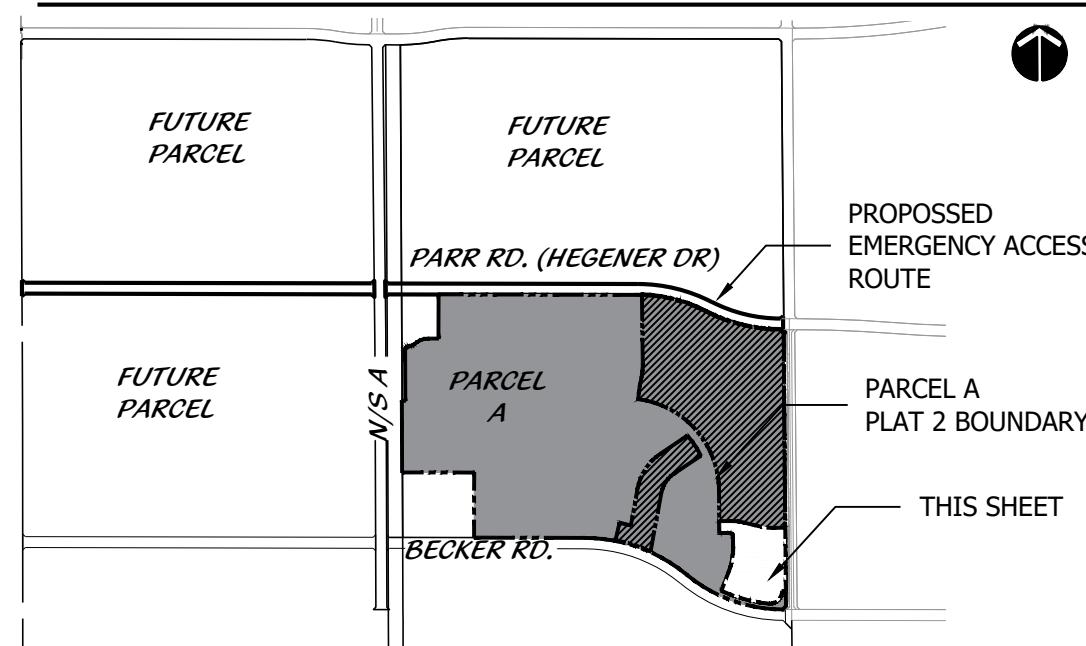 FUTURE
PARCEL
FUTURE
PARCEL
PROPOSSED
EMERGENCY ACCESS
ROUTE
PARR RD. (HEGENER DR)
FUTURE
PARCEL
N/S A
PARCEL
A
PARCEL A
PLAT 2 BOUNDARY
THIS SHEET
BECKER RD.